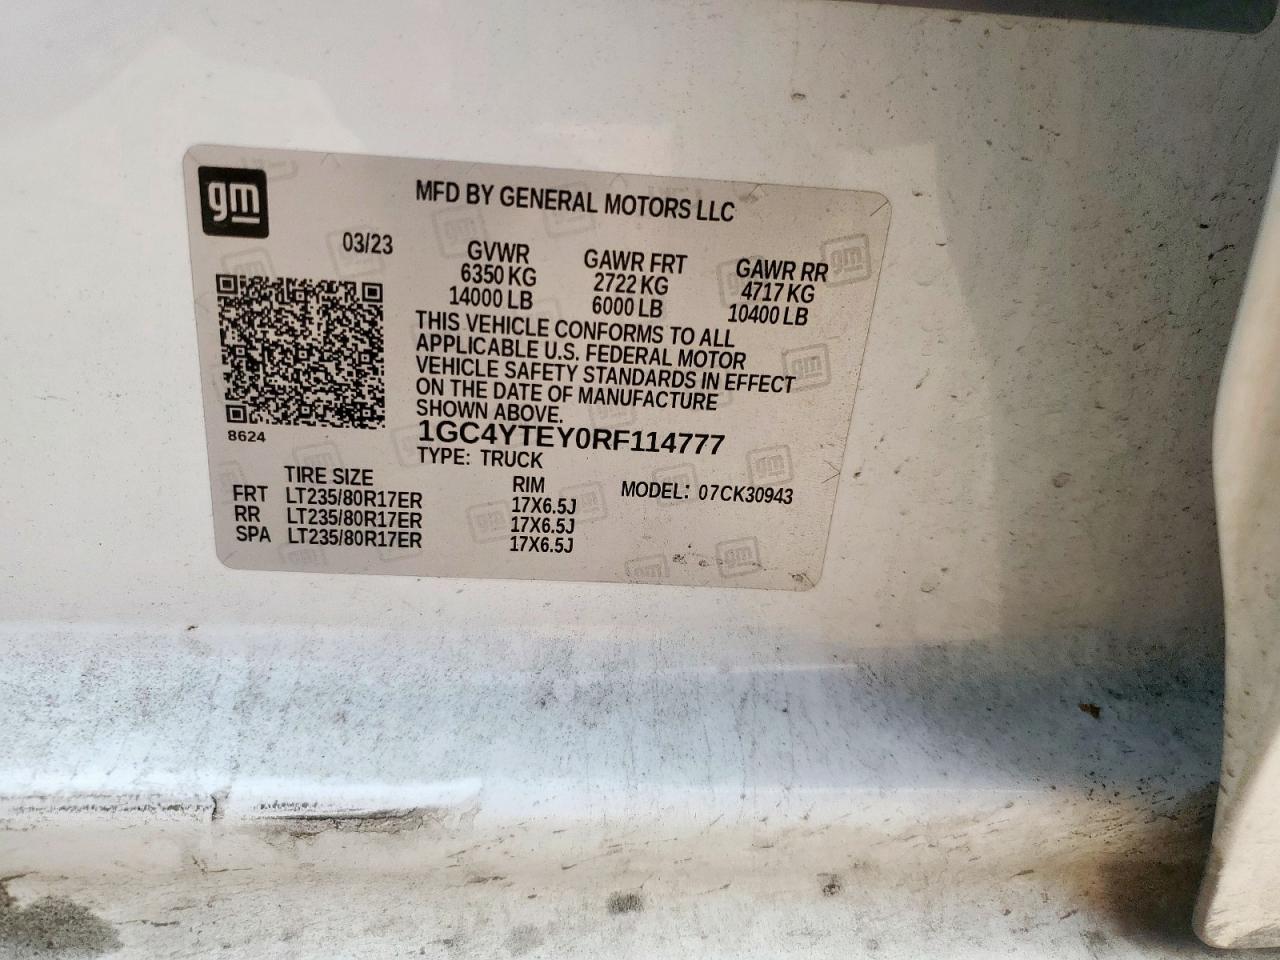 gm
MFD BY GENERAL MOTORS LLC
03/23
GVWR GAWR FRT GAWR RR
6350 KG 2722 KG 4717 KG
14000 LB 6000 LB 10400 LB
THIS VEHICLE CONFORMS TO ALL
APPLICABLE U.S. FEDERAL MOTOR
VEHICLE SAFETY STANDARDS IN EFFECT
ON THE DATE OF MANUFACTURE
SHOWN ABOVE.
8624
1GC4YTEY0RF114777
TYPE: TRUCK
TIRE SIZE RIM MODEL: 07CK30943
FRT LT235/80R17ER 17X6.5J
RR LT235/80R17ER 17X6.5J
SPA LT235/80R17ER 17X6.5J